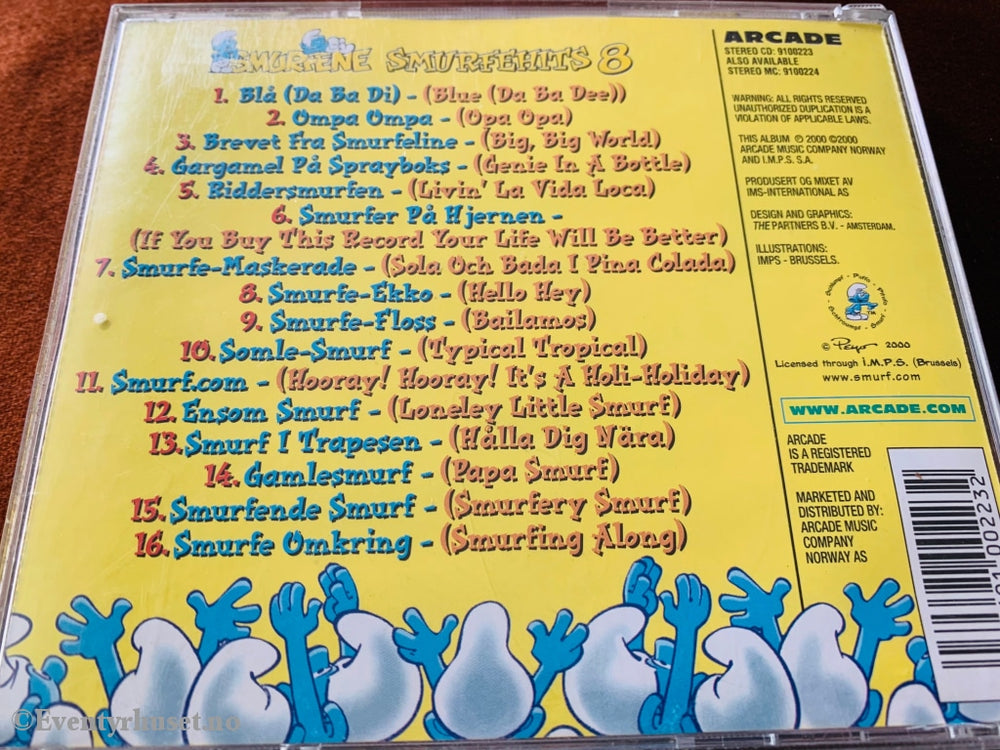 SMURFENE SMURFEHITS 8
1. Blå (Da Ba Di) - (Blue (Da Ba Dee))
2. Ompa Ompa - (Opa Opa)
3. Brevet Fra Smurfeline - (Big, Big World)
4. Gargamel På Sprayboks - (Genie In A Bottle)
5. Riddersmurfen - (Livin' La Vida Loca)
6. Smurfer På Hjernen -
(If You Buy This Record Your Life Will Be Better)
7. Smurfe-Maskerade - (Sola Och Bada I Pina Colada)
8. Smurfe-Ekko - (Hello Hey)
9. Smurfe-Floss - (Bailamos)
10. Somle-Smurf - (Typical Tropical)
11. Smurf.com - (Hooray! Hooray! It's A Holi-Holiday)
12. Ensom Smurf - (Loneley Little Smurf)
13. Smurf I Trapesen - (Hålla Dig Nära)
14. Gamlesmurf - (Papa Smurf)
15. Smurfende Smurf - (Smurfery Smurf)
16. Smurfe Omkring - (Smurfing Along)
ARCADE
STEREO CD: 9100223
ALSO AVAILABLE
STEREO MC: 9100224
WARNING: ALL RIGHTS RESERVED
UNAUTHORIZED DUPLICATION IS A
VIOLATION OF APPLICABLE LAWS.
THIS ALBUM ℗ 2000 ©2000
ARCADE MUSIC COMPANY NORWAY
AND I.M.P.S. S.A.
PRODUSERT OG MIXET AV
IMS-INTERNATIONAL AS
DESIGN AND GRAPHICS:
THE PARTNERS B.V. - AMSTERDAM.
ILLUSTRATIONS:
IMPS - BRUSSELS.
© Peyo 2000
Licensed through I.M.P.S. (Brussels)
www.smurf.com
WWW.ARCADE.COM
ARCADE
IS A REGISTERED
TRADEMARK
MARKETED AND
DISTRIBUTED BY:
ARCADE MUSIC
COMPANY
NORWAY AS
©Eventyrkuset.no